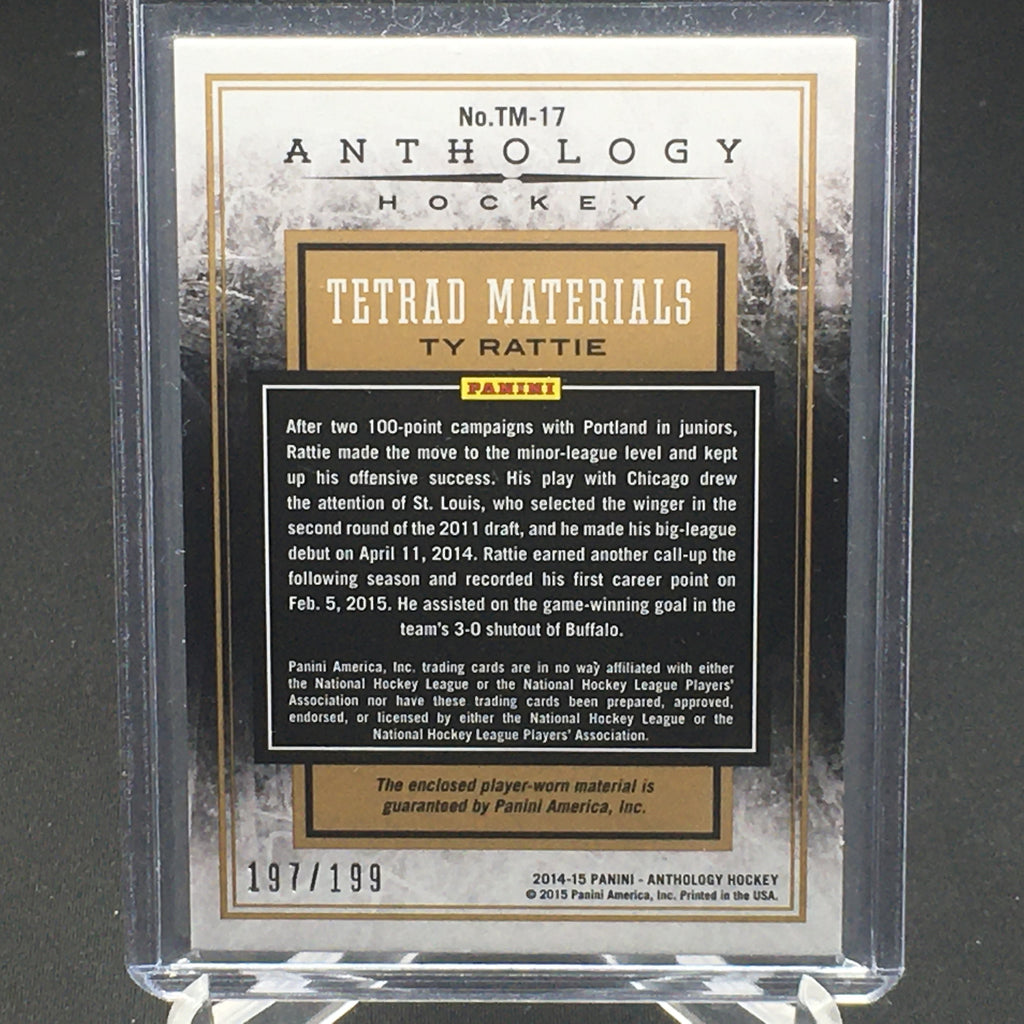 No.TM-17
ANTHOLOGY
HOCKEY
TETRAD MATERIALS
TY RATTIE
PANINI
After two 100-point campaigns with Portland in juniors,
Rattie made the move to the minor-league level and kept
up his offensive success. His play with Chicago drew
the attention of St. Louis, who selected the winger in the
second round of the 2011 draft, and he made his big-league
debut on April 11, 2014. Rattie earned another call-up the
following season and recorded his first career point on
Feb. 5, 2015. He assisted on the game-winning goal in the
team's 3-0 shutout of Buffalo.
Panini America, Inc. trading cards are in no way affiliated with either
the National Hockey League or the National Hockey League Players'
Association nor have these trading cards been prepared, approved,
endorsed, or licensed by either the National Hockey League or the
National Hockey League Players' Association.
The enclosed player-worn material is
guaranteed by Panini America, Inc.
197/199
2014-15 PANINI - ANTHOLOGY HOCKEY
© 2015 Panini America, Inc. Printed in the USA.